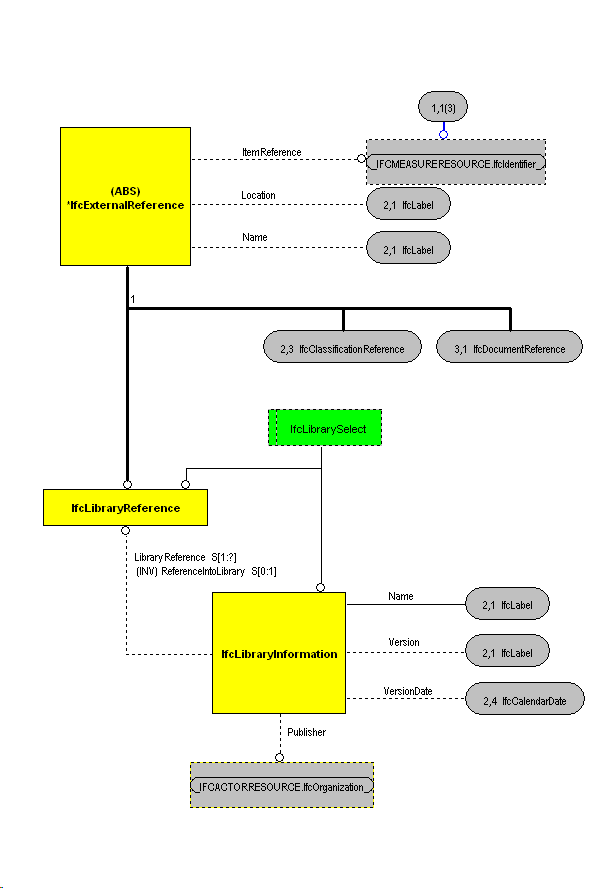 1,1(3)
ItemReference
IFCMEASURERESOURCE.IfcIdentifier
(ABS)
*IfcExternalReference
Location
2,1 IfcLabel
Name
2,1 IfcLabel
1
2,3 IfcClassificationReference
3,1 IfcDocumentReference
IfcLibrarySelect
IfcLibraryReference
LibraryReference S[1:?]
(INV) ReferenceIntoLibrary S[0:1]
Name
2,1 IfcLabel
Version
2,1 IfcLabel
IfcLibraryInformation
VersionDate
2,4 IfcCalendarDate
Publisher
IFCACTORRESOURCE.IfcOrganization